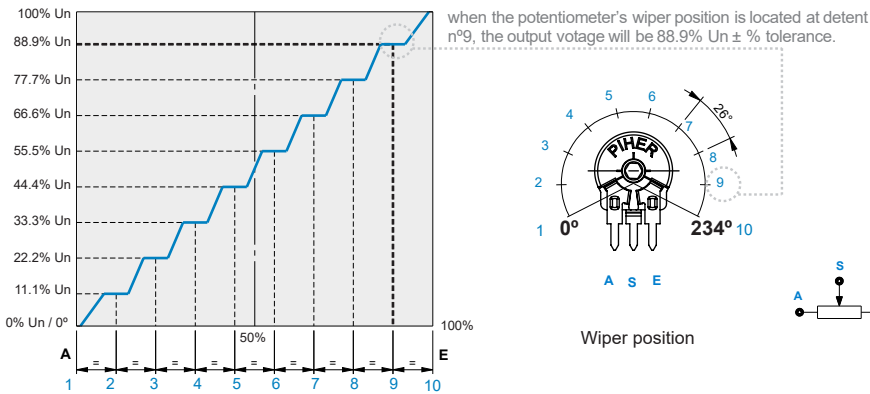 100% Un
88.9% Un
77.7% Un
66.6% Un
55.5% Un
44.4% Un
33.3% Un
22.2% Un
11.1% Un
0% Un / 0º
50%
100%
A
E
= = = = = = = = =
1 2 3 4 5 6 7 8 9 10
when the potentiometer's wiper position is located at detent
nº9, the output votage will be 88.9% Un ± % tolerance.
1
2
3
4
5
6
7
8
9
10
26°
PIHER
0º
234º
A S E
Wiper position
A
S